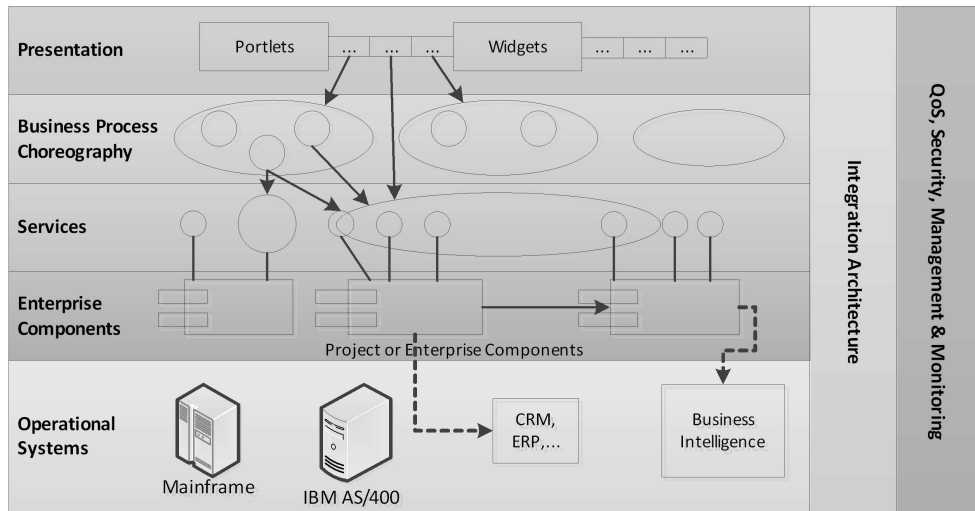 Presentation
Portlets
...
...
...
Widgets
...
...
...
Business Process
Choreography
Services
Enterprise
Components
Project or Enterprise Components
Operational
Systems
Mainframe
IBM AS/400
CRM,
ERP,...
Business
Intelligence
Integration Architecture
QoS, Security, Management & Monitoring